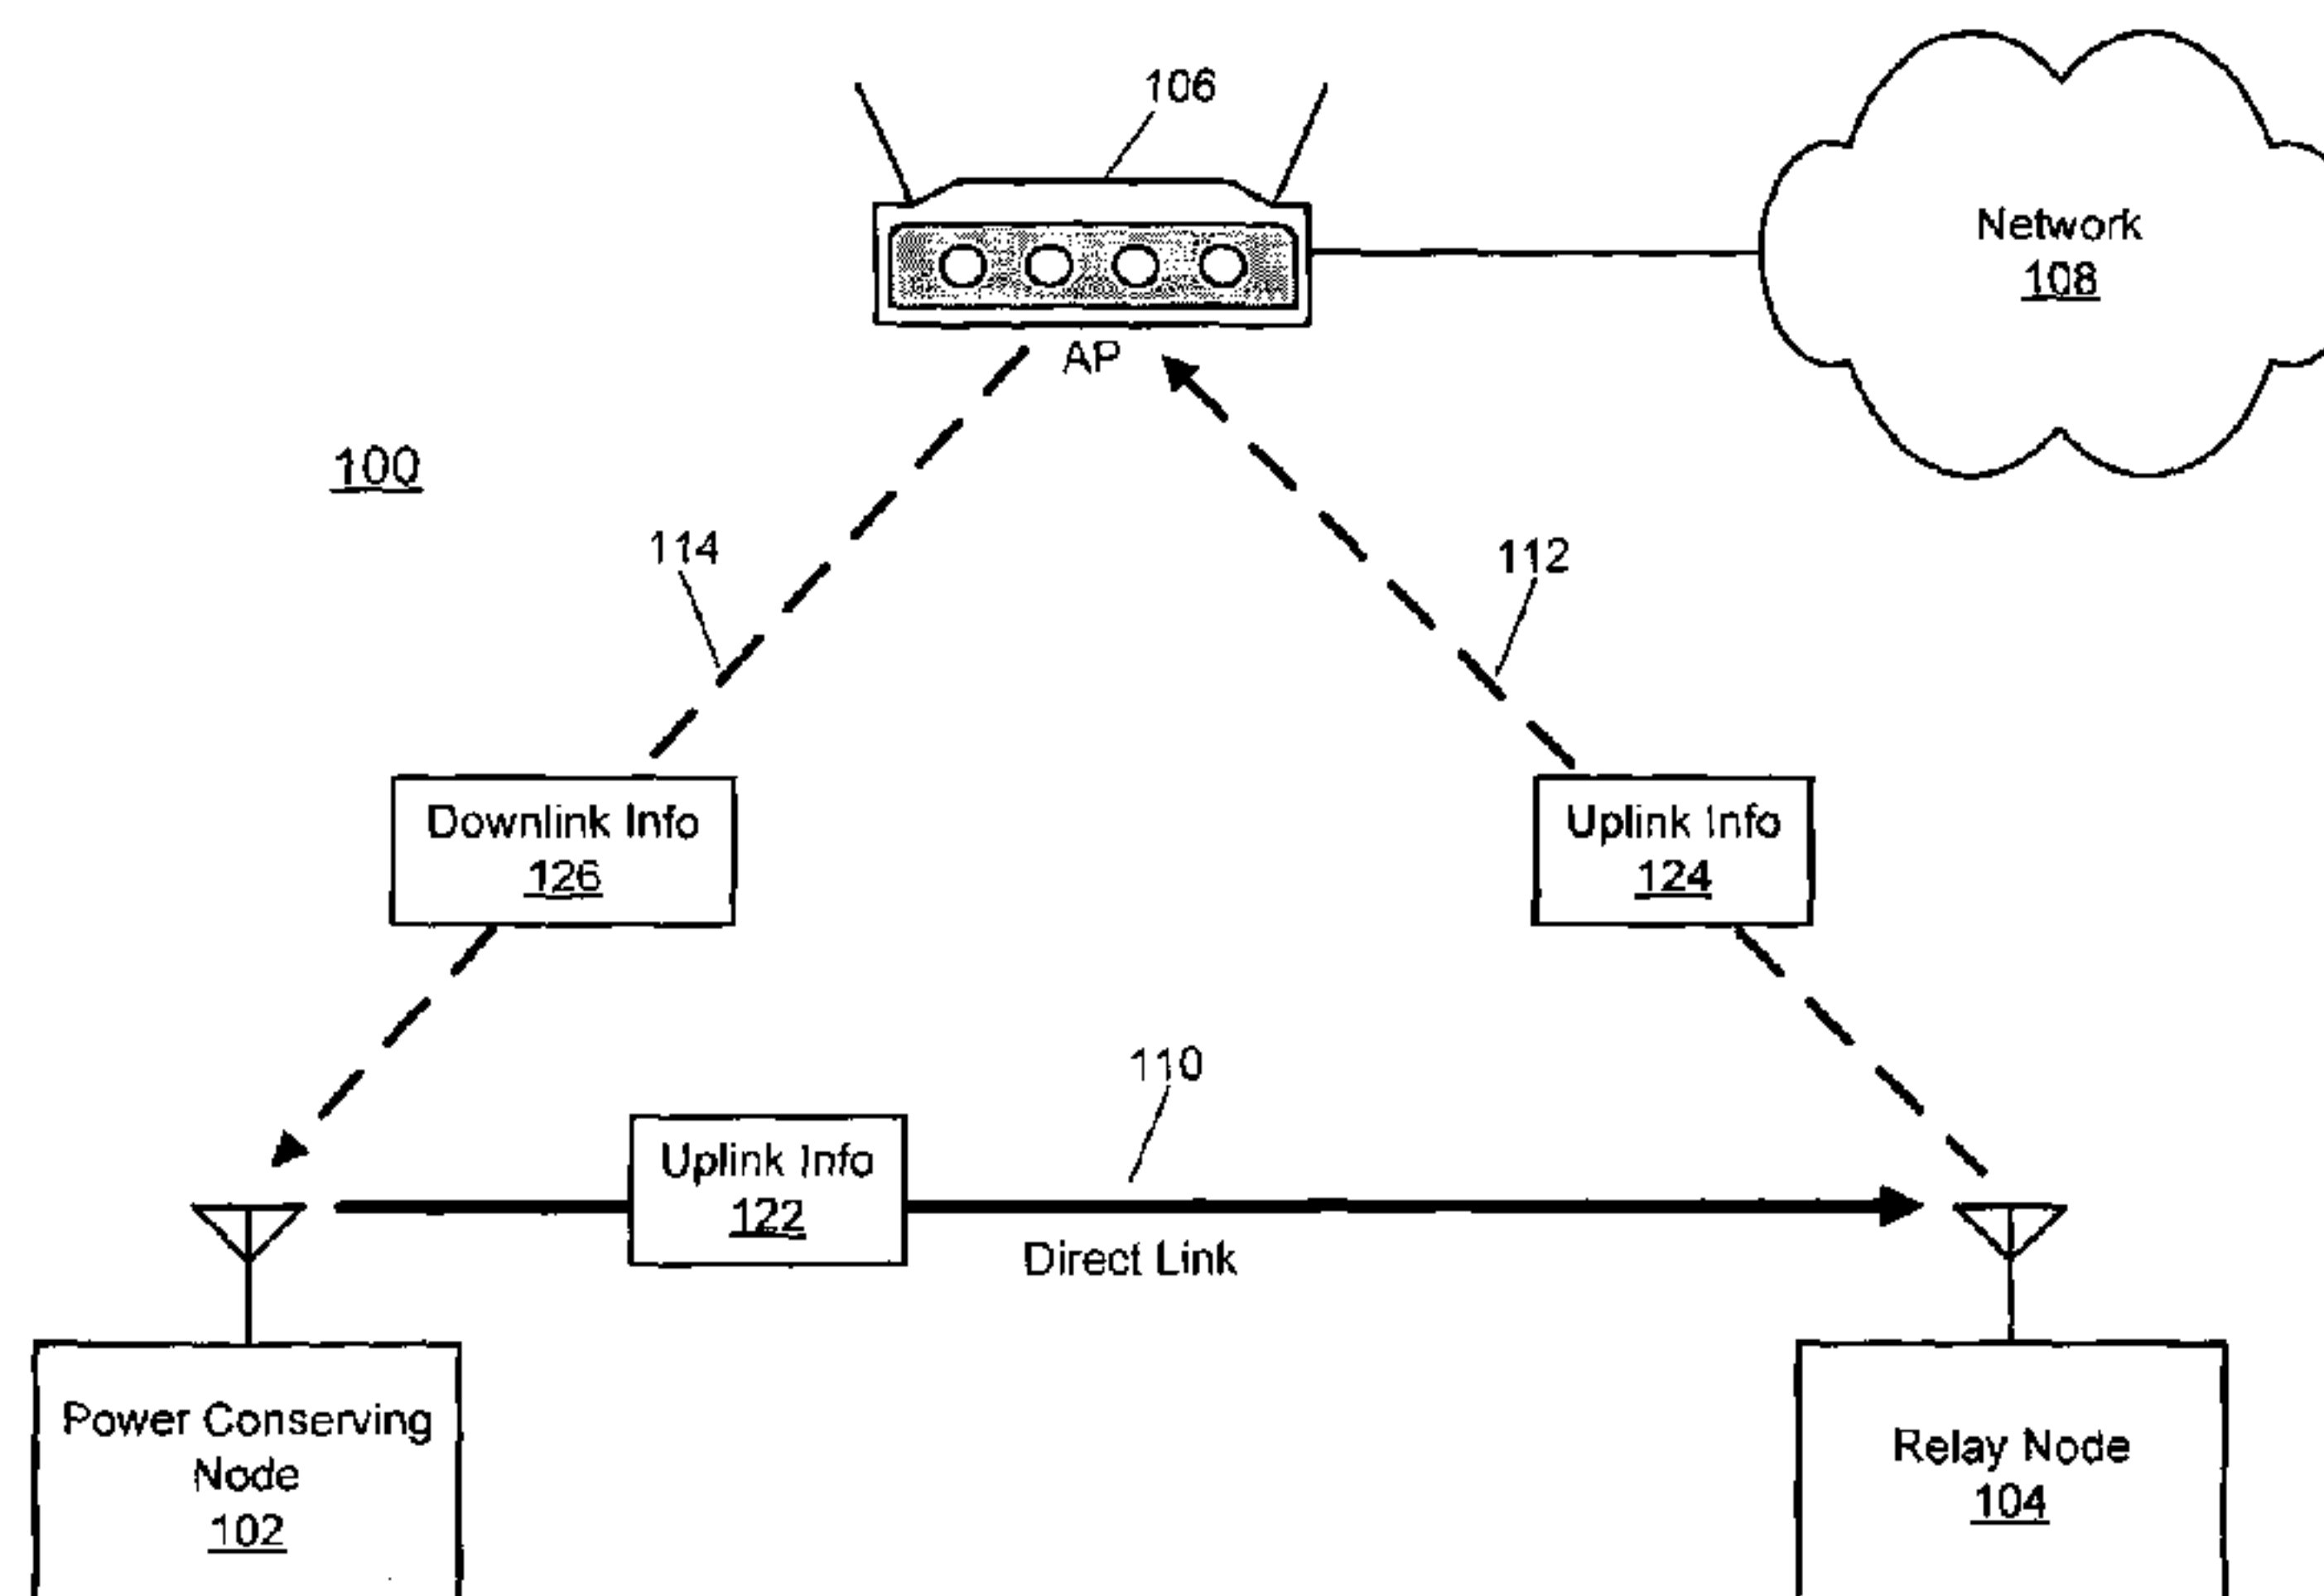 106
Network
108
AP
100
114
112
Downlink Info
126
Uplink Info
124
110
Uplink Info
122
Direct Link
Power Conserving
Node
102
Relay Node
104